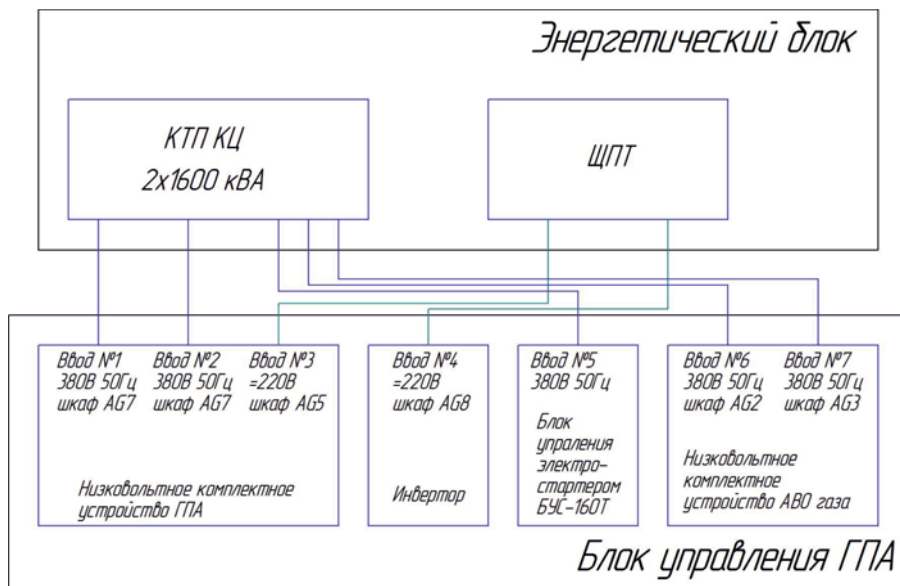 Энергетический блок
КТП КЦ
2х1600 кВА
ЩПТ
Ввод №1
380В 50Гц
шкаф AG7
Ввод №2
380В 50Гц
шкаф AG7
Ввод №3
=220В
шкаф AG5
Низковольтное комплектное
устройство ГПА
Ввод №4
=220В
шкаф AG8
Инвертор
Ввод №5
380В 50Гц
Блок
упраления
электро-
стартером
БУС-160Т
Ввод №6
380В 50Гц
шкаф AG2
Ввод №7
380В 50Гц
шкаф AG3
Низковольтное
комплектное
устройство АВО газа
Блок управления ГПА